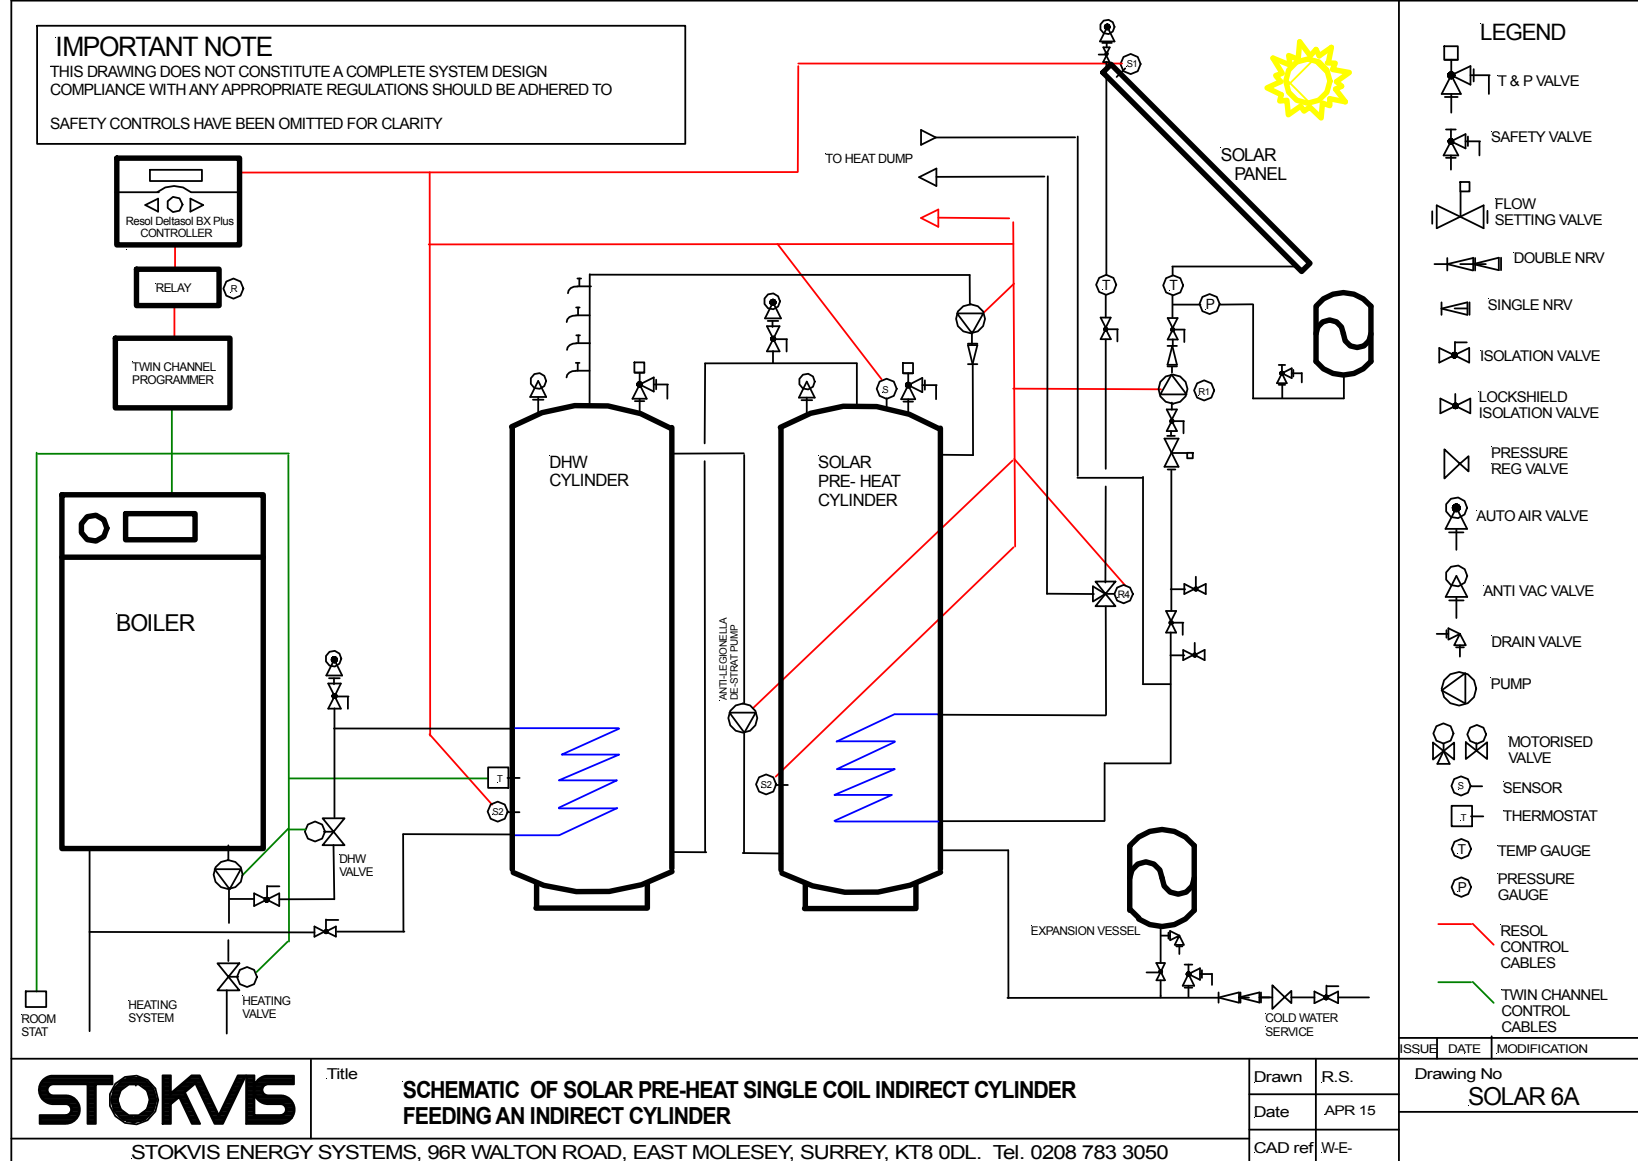 IMPORTANT NOTE
THIS DRAWING DOES NOT CONSTITUTE A COMPLETE SYSTEM DESIGN
COMPLIANCE WITH ANY APPROPRIATE REGULATIONS SHOULD BE ADHERED TO
SAFETY CONTROLS HAVE BEEN OMITTED FOR CLARITY
Resol Deltasol BX Plus
CONTROLLER
RELAY
R
TWIN CHANNEL
PROGRAMMER
BOILER
ROOM
STAT
HEATING
SYSTEM
HEATING
VALVE
DHW
VALVE
T
S2
DHW
CYLINDER
ANTI-LEGIONELLA
DE-STRAT PUMP
S
SOLAR
PRE- HEAT
CYLINDER
S2
TO HEAT DUMP
S1
SOLAR
PANEL
T
T
P
R1
R4
EXPANSION VESSEL
COLD WATER
SERVICE
LEGEND
T & P VALVE
SAFETY VALVE
FLOW
SETTING VALVE
DOUBLE NRV
SINGLE NRV
ISOLATION VALVE
LOCKSHIELD
ISOLATION VALVE
PRESSURE
REG VALVE
AUTO AIR VALVE
ANTI VAC VALVE
DRAIN VALVE
PUMP
MOTORISED
VALVE
S SENSOR
T THERMOSTAT
T TEMP GAUGE
P PRESSURE
GAUGE
RESOL
CONTROL
CABLES
TWIN CHANNEL
CONTROL
CABLES
ISSUE DATE MODIFICATION
STOKVIS
Title
SCHEMATIC OF SOLAR PRE-HEAT SINGLE COIL INDIRECT CYLINDER
FEEDING AN INDIRECT CYLINDER
STOKVIS ENERGY SYSTEMS, 96R WALTON ROAD, EAST MOLESEY, SURREY, KT8 0DL. Tel. 0208 783 3050
Drawn R.S.
Date APR 15
CAD ref W-E-
Drawing No
SOLAR 6A